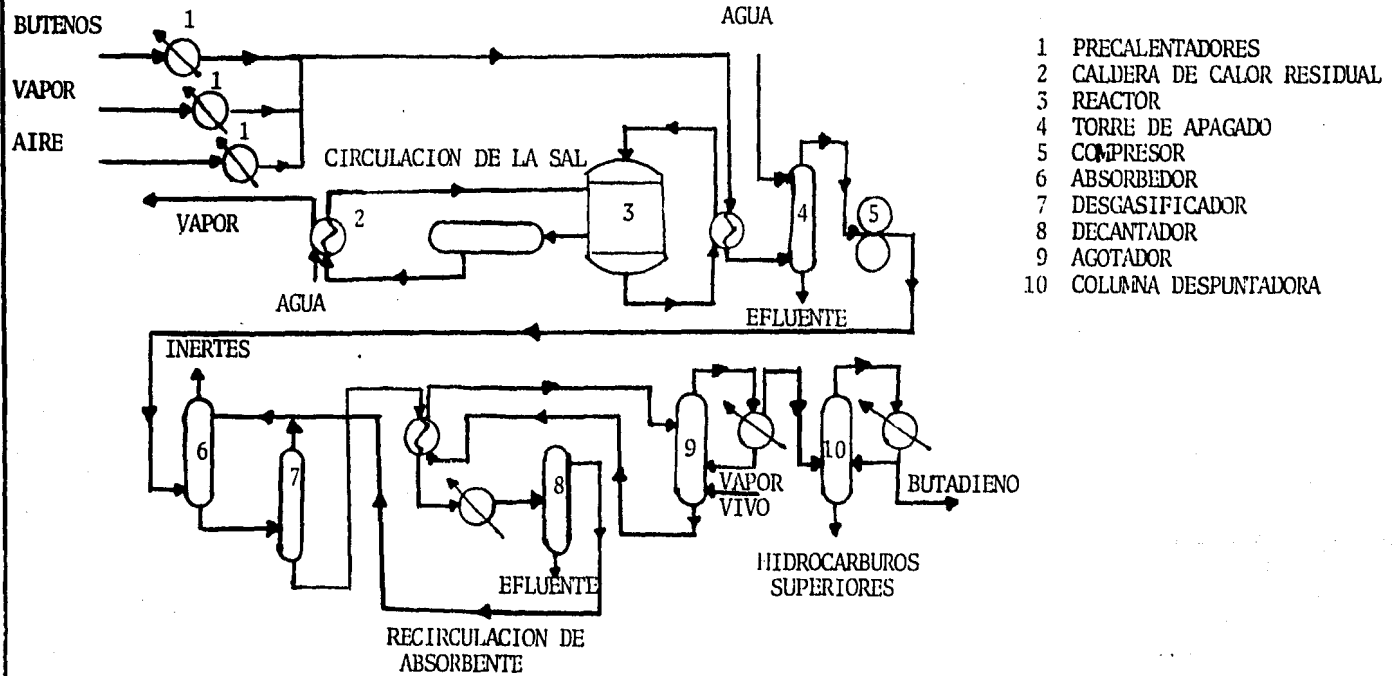 BUTENOS
1
VAPOR
1
AIRE
1
AGUA
CIRCULACION DE LA SAL
VAPOR
2
3
4
5
AGUA
EFLUENTE
1 PRECALENTADORES
2 CALDERA DE CALOR RESIDUAL
3 REACTOR
4 TORRE DE APAGADO
5 COMPRESOR
6 ABSORBEDOR
7 DESGASIFICADOR
8 DECANTADOR
9 AGOTADOR
10 COLUMNA DESPUNTADORA
INERTES
6
7
8
9
10
VAPOR
VIVO
BUTADIENO
EFLUENTE
HIDROCARBUROS
SUPERIORES
RECIRCULACION DE
ABSORBENTE